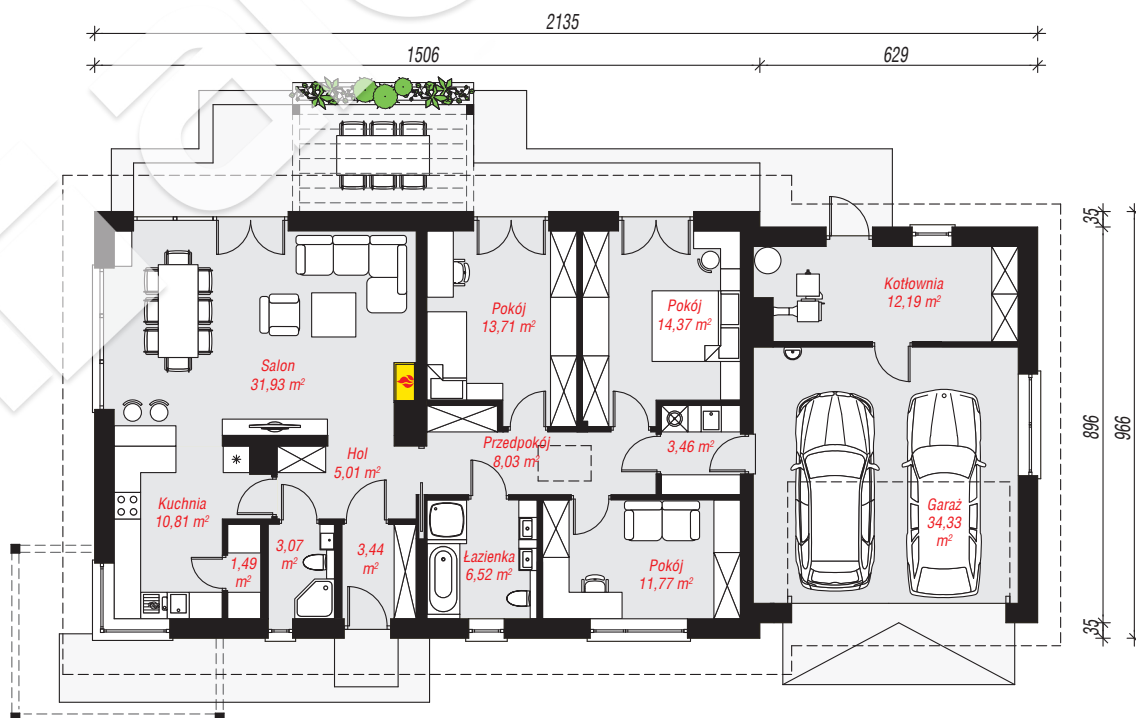 2135
1506
629
35
896
966
35
Salon
31,93 m²
Pokój
13,71 m²
Pokój
14,37 m²
Kotłownia
12,19 m²
Przedpokój
8,03 m²
3,46 m²
Hol
5,01 m²
Kuchnia
10,81 m²
1,49
m²
3,07
m²
3,44
m²
Łazienka
6,52 m²
Pokój
11,77 m²
Garaż
34,33
m²